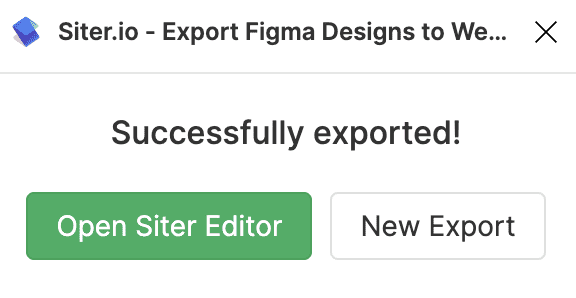 Siter.io - Export Figma Designs to We...
Successfully exported!
Open Siter Editor
New Export